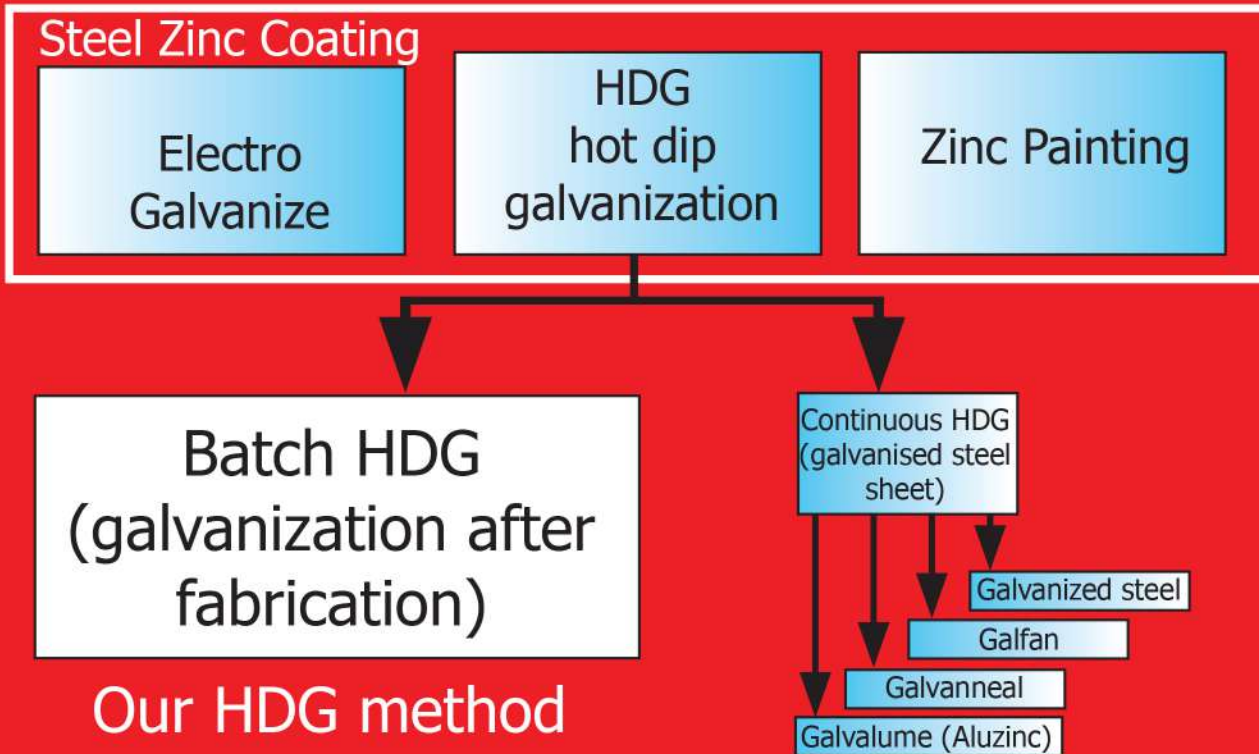 Steel Zinc Coating
Electro
Galvanize
HDG
hot dip
galvanization
Zinc Painting
Batch HDG
(galvanization after
fabrication)
Our HDG method
Continuous HDG
(galvanised steel
sheet)
Galvanized steel
Galfan
Galvanneal
Galvalume (Aluzinc)